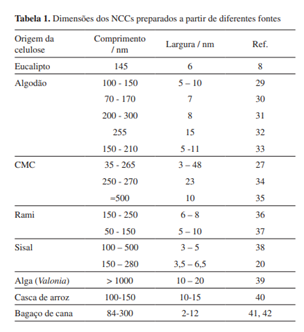 Tabela 1. Dimensões dos NCCs preparados a partir de diferentes fontes
Origem da celulose Comprimento / nm Largura / nm Ref.
Eucalipto 145 6 8
Algodão 100 - 150 5 – 10 29
70 - 170 7 30
200 - 300 8 31
255 15 32
150 - 210 5 -11 33
CMC 35 - 265 3 – 48 27
250 - 270 23 34
≈500 10 35
Rami 150 - 250 6 – 8 36
50 - 150 5 – 10 37
Sisal 100 – 500 3 – 5 38
150 – 280 3,5 – 6,5 20
Alga (Valonia) > 1000 10 – 20 39
Casca de arroz 100-150 10-15 40
Bagaço de cana 84-300 2-12 41, 42